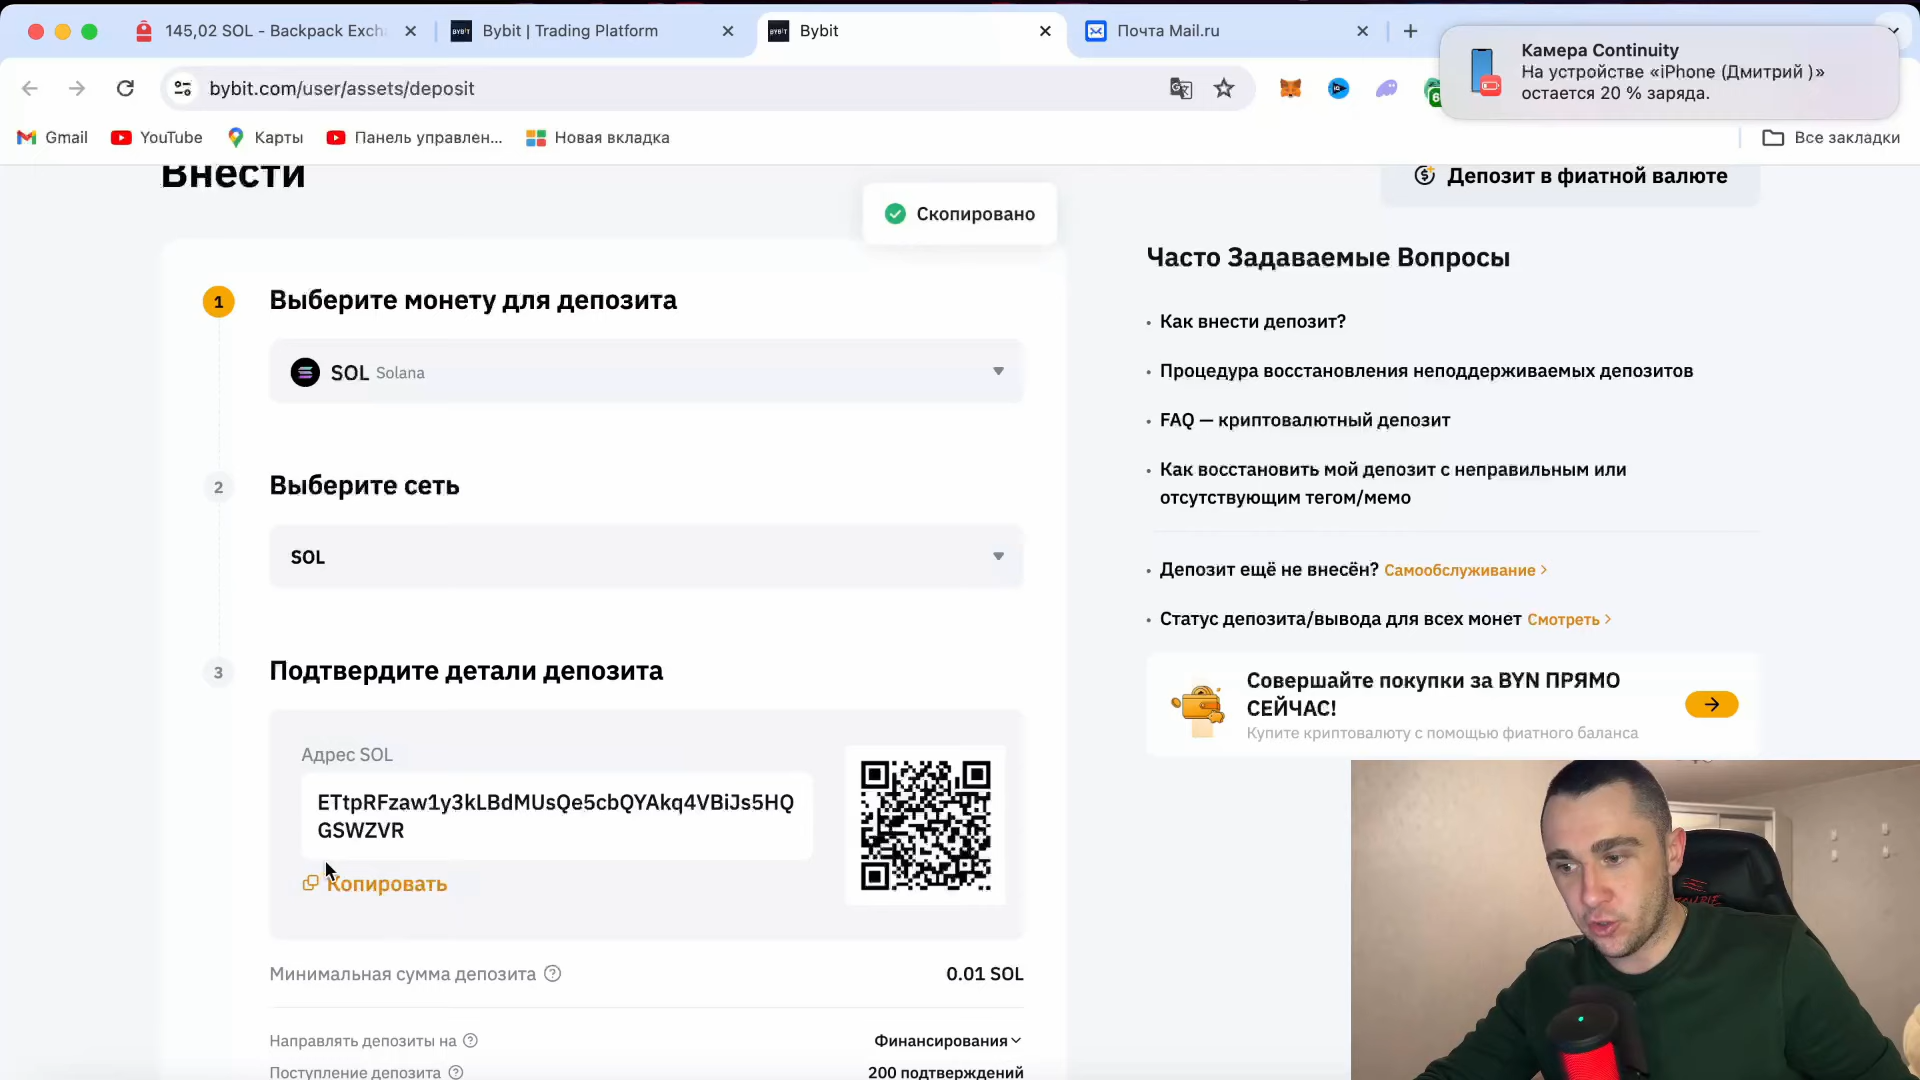 145,02 SOL - Backpack Exch
Bybit | Trading Platform
Bybit
Почта Mail.ru
Камера Continuity
На устройстве «iPhone (Дмитрий )»
остается 20 % заряда.
bybit.com/user/assets/deposit
Gmail
YouTube
Карты
Панель управлен...
Новая вкладка
Все закладки
Внести
Скопировано
Депозит в фиатной валюте
1
Выберите монету для депозита
SOL Solana
2
Выберите сеть
SOL
3
Подтвердите детали депозита
Адрес SOL
ETtpRFzaw1y3kLBdMUsQe5cbQYAkq4VBiJs5HQ
GSWZVR
Копировать
Минимальная сумма депозита
0.01 SOL
Направлять депозиты на
Финансирования
Поступление депозита
200 подтверждений
Часто Задаваемые Вопросы
Как внести депозит?
Процедура восстановления неподдерживаемых депозитов
FAQ — криптовалютный депозит
Как восстановить мой депозит с неправильным или
отсутствующим тегом/мемо
Депозит ещё не внесён? Самообслуживание
Статус депозита/вывода для всех монет Смотреть
Совершайте покупки за BYN ПРЯМО
СЕЙЧАС!
Купите криптовалюту с помощью фиатного баланса